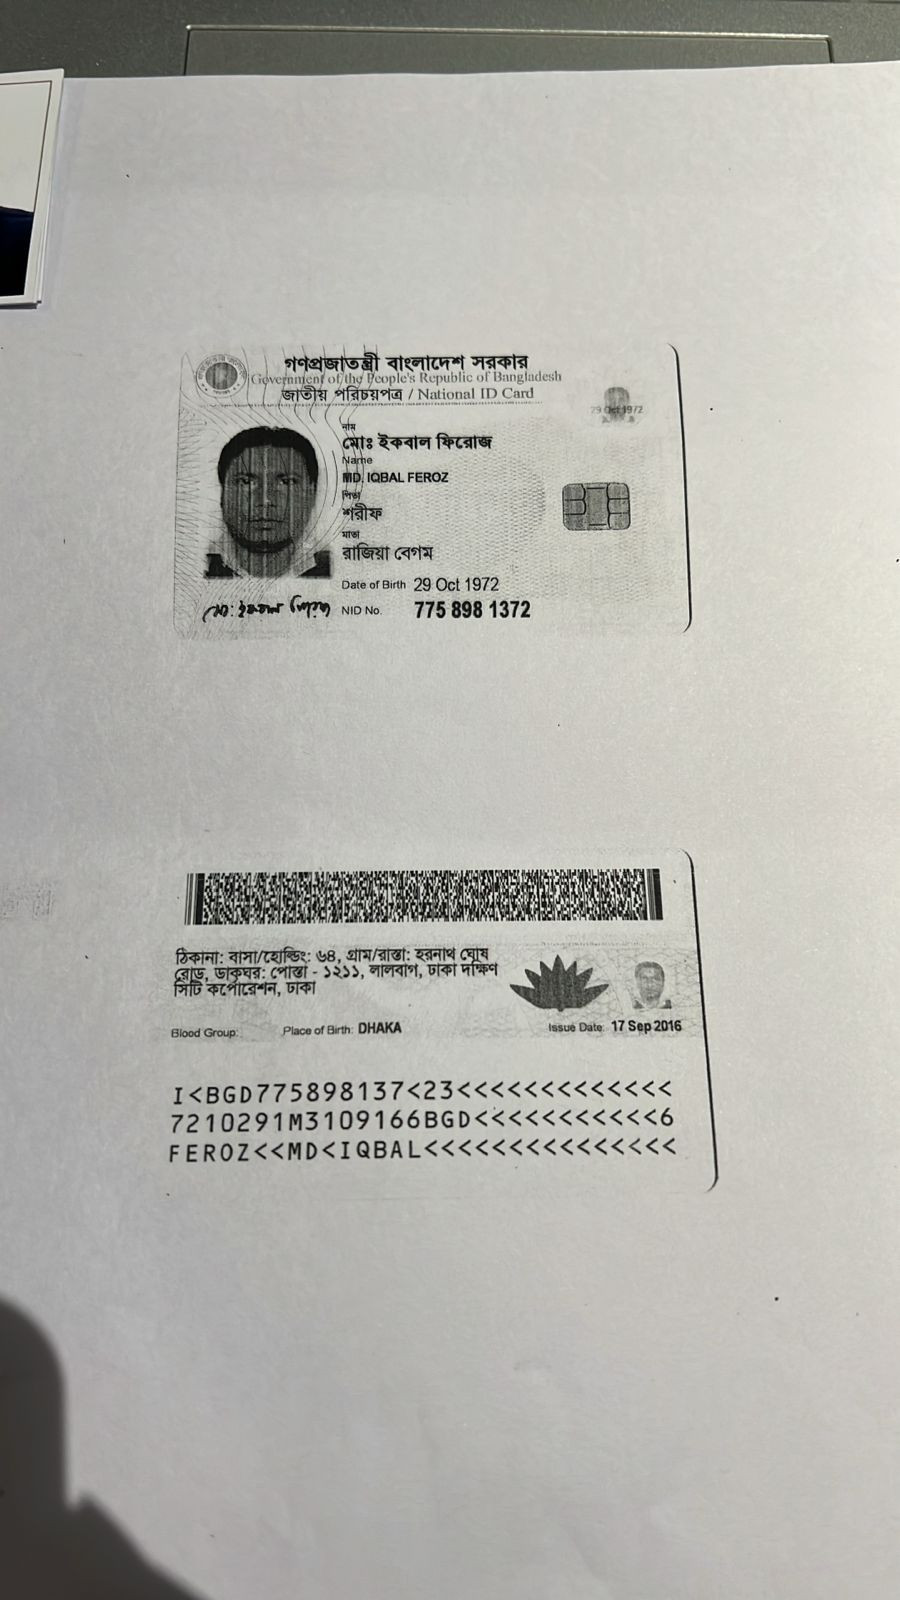 গণপ্রজাতন্ত্রী বাংলাদেশ সরকার
Government of the People's Republic of Bangladesh
জাতীয় পরিচয়পত্র / National ID Card
29 Oct 1972
নাম
মোঃ ইকবাল ফিরোজ
Name
MD. IQBAL FEROZ
পিতা
শরীফ
মাতা
রাজিয়া বেগম
Date of Birth 29 Oct 1972
মো: ইকবাল ফিরোজ
NID No. 775 898 1372
ঠিকানা: বাসা/হোল্ডিং: ৬৪, গ্রাম/রাস্তা: হরনাথ ঘোষ
রোড, ডাকঘর: পোস্তা - ১২১১, লালবাগ, ঢাকা দক্ষিণ
সিটি কর্পোরেশন, ঢাকা
Blood Group: Place of Birth: DHAKA Issue Date: 17 Sep 2016
I<BGD775898137<23<<<<<<<<<<<<<
7210291M3109166BGD<<<<<<<<<<<6
FEROZ<<MD<IQBAL<<<<<<<<<<<<<<<